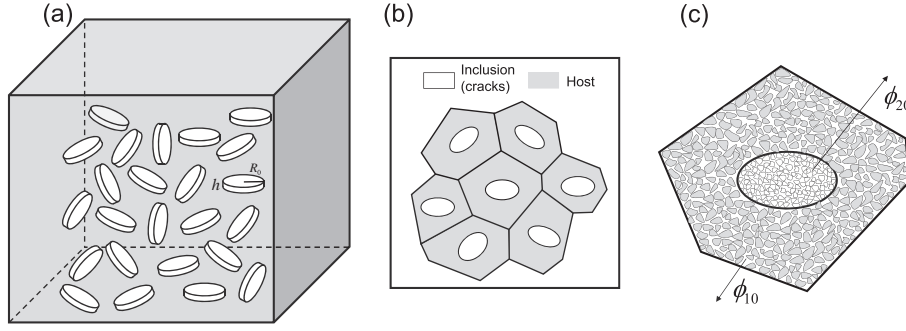 (a)
(b)
(c)
Inclusion
(cracks)
Host
h
R₀
ϕ₂₀
ϕ₁₀